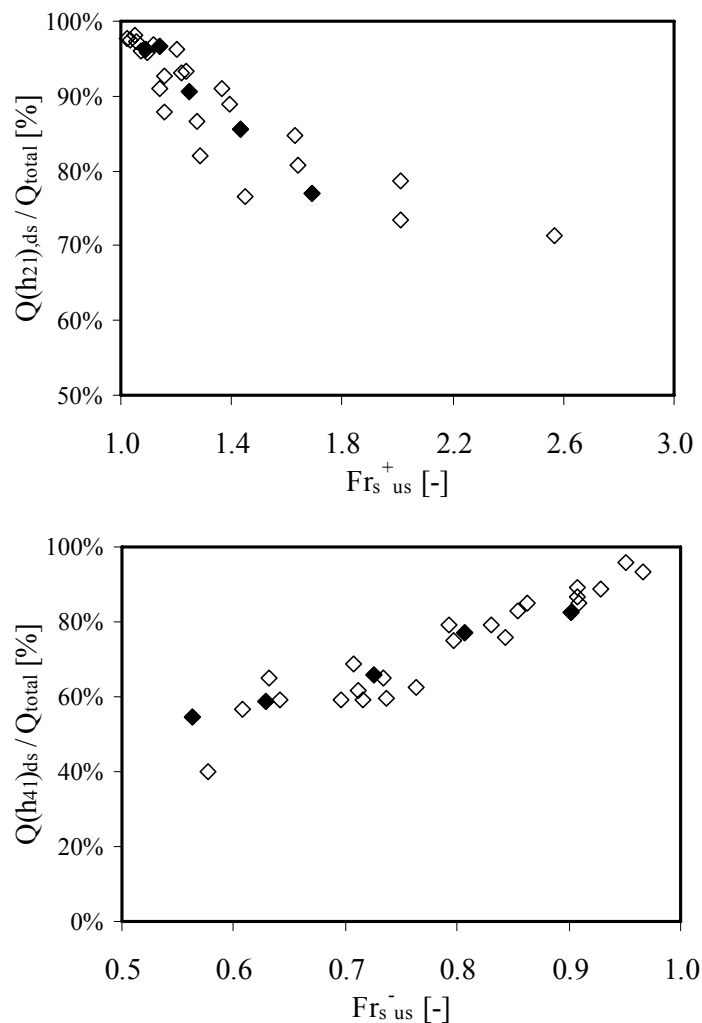 100%
90%
80%
70%
60%
50%
Q(h21),ds / Qtotal [%]
1.0 1.4 1.8 2.2 2.6 3.0
Frs+us [-]
100%
80%
60%
40%
20%
0%
Q(h41)ds / Qtotal [%]
0.5 0.6 0.7 0.8 0.9 1.0
Frs-us [-]